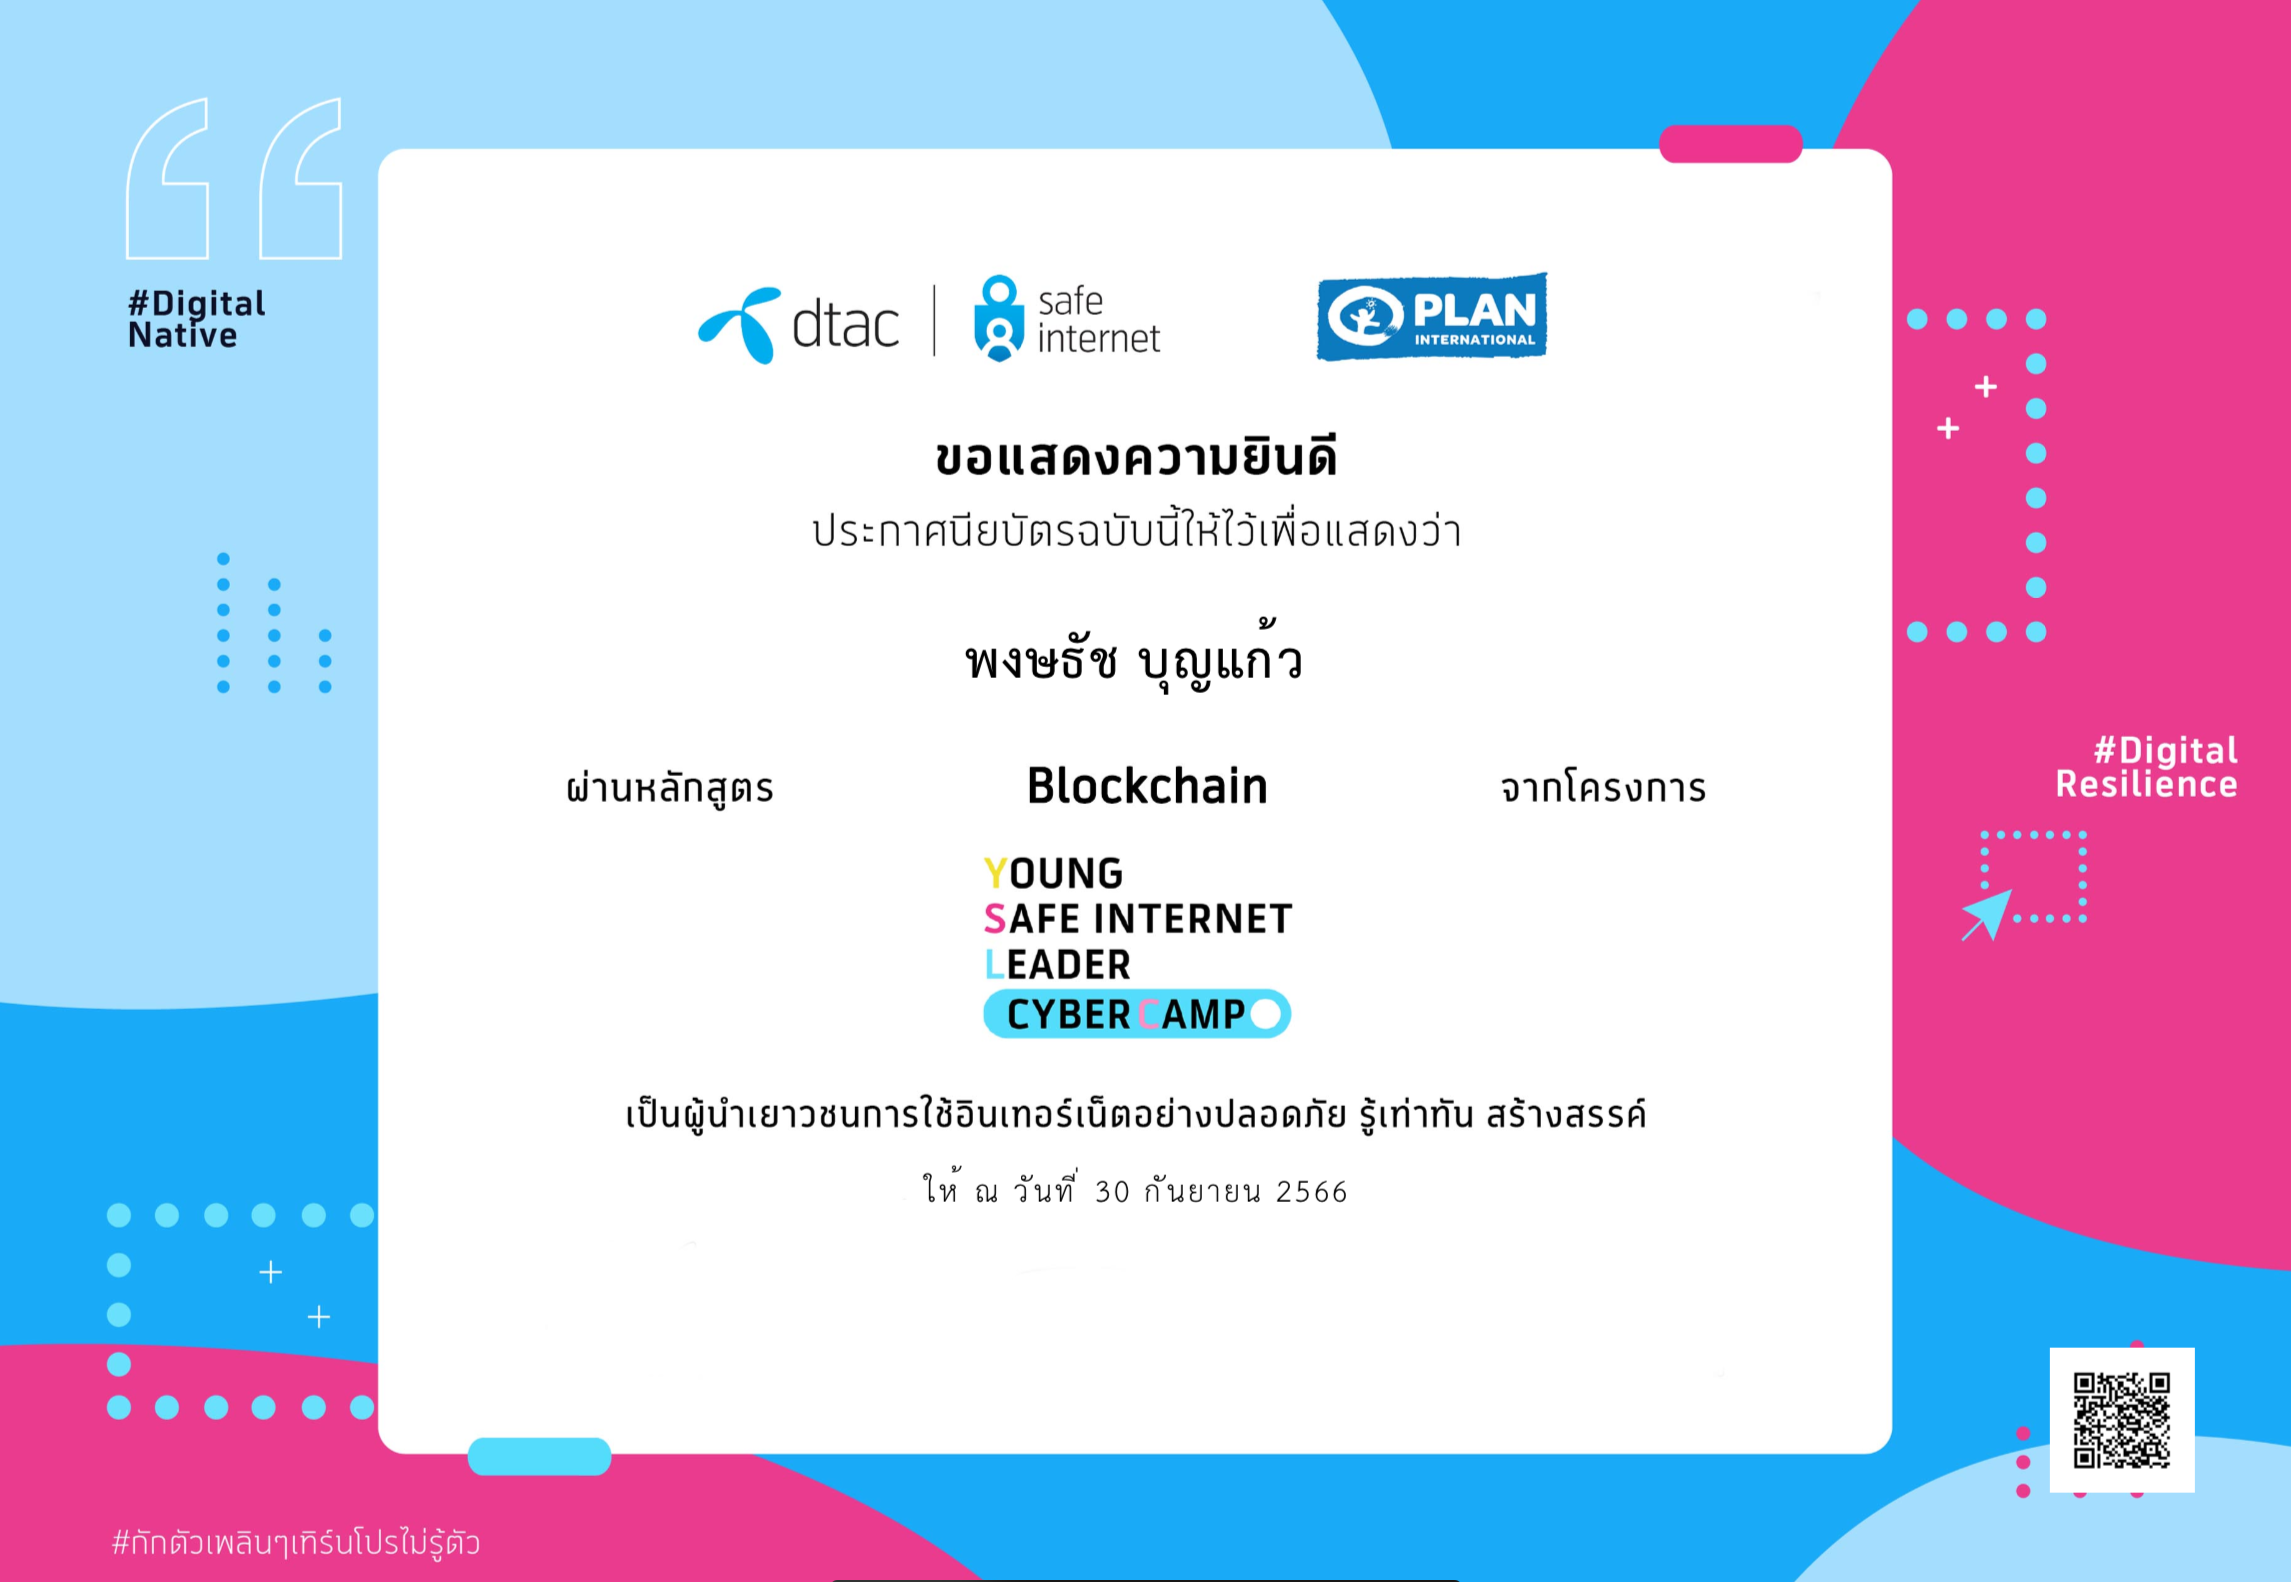 #Digital
Native
dtac
safe
internet
PLAN
INTERNATIONAL
ขอแสดงความยินดี
ประกาศนียบัตรฉบับนี้ให้ไว้เพื่อแสดงว่า
พงษธัช บุญแก้ว
ผ่านหลักสูตร Blockchain จากโครงการ
#Digital
Resilience
YOUNG
SAFE INTERNET
LEADER
CYBER CAMP
เป็นผู้นำเยาวชนการใช้อินเทอร์เน็ตอย่างปลอดภัย รู้เท่าทัน สร้างสรรค์
ให้ ณ วันที่ 30 กันยายน 2566
#กักตัวเพลินๆเทิร์นโปรไม่รู้ตัว